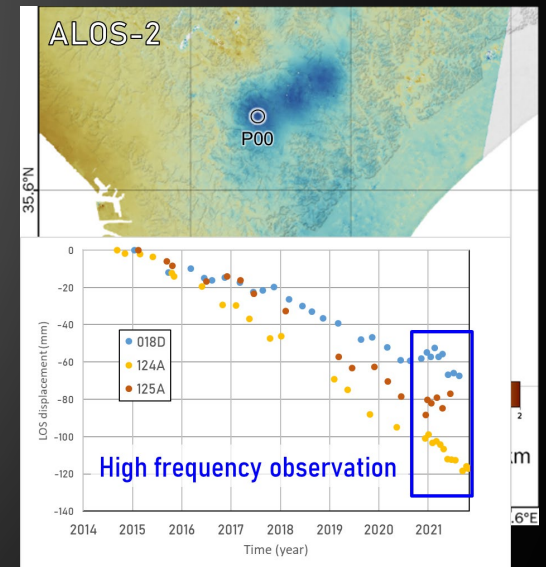 ALOS-2
P00
35.6°N
0
-20
-40
-60
-80
-100
-120
-140
LOS displacement (mm)
018D
124A
125A
High frequency observation
2014 2015 2016 2017 2018 2019 2020 2021
Time (year)
2
km
.6°E